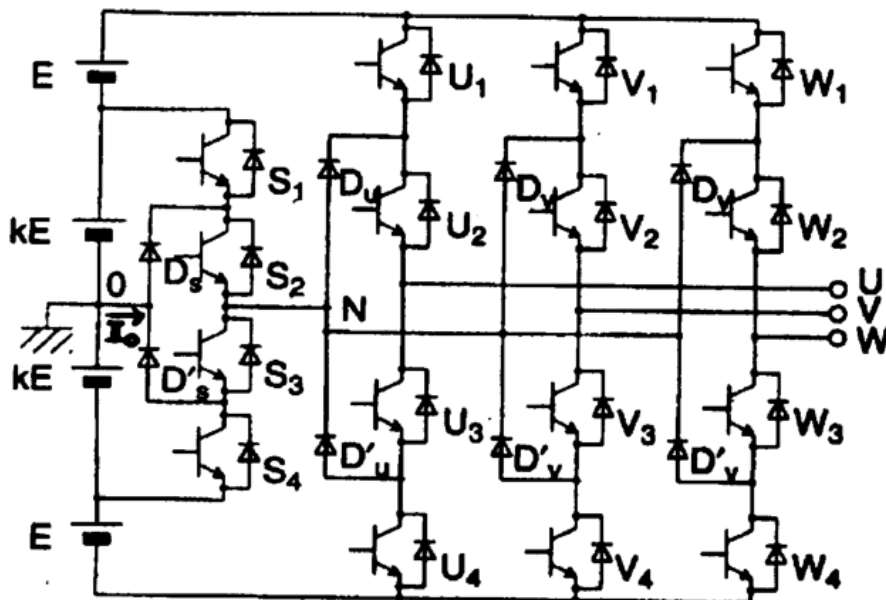 E
kE
0
I₀
kE
E
S₁
Dₛ
S₂
D'ₛ
S₃
S₄
N
U₁
Dᵤ
U₂
U₃
D'ᵤ
U₄
V₁
Dᵥ
V₂
V₃
D'ᵥ
V₄
W₁
Dᵥ
W₂
W₃
D'ᵥ
W₄
U
V
W